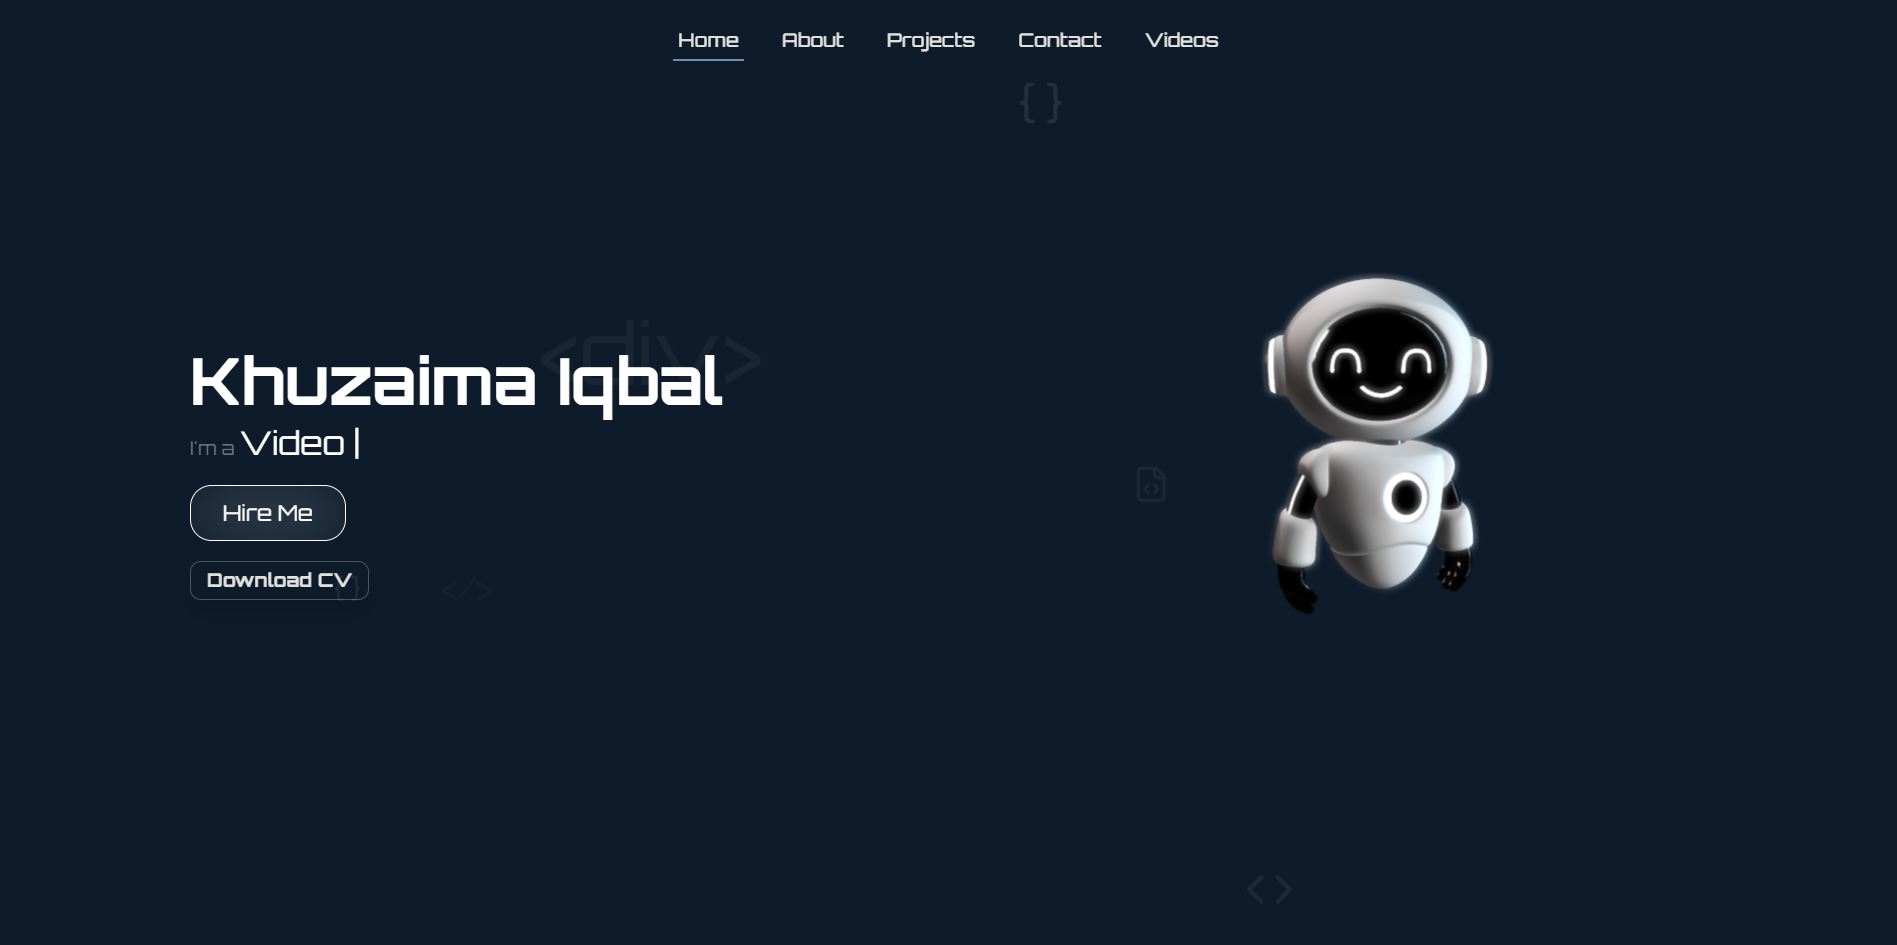 Home About Projects Contact Videos
{ }
<div>
Khuzaima Iqbal
I'm a Video |
Hire Me
Download CV
{ }
</>
< >